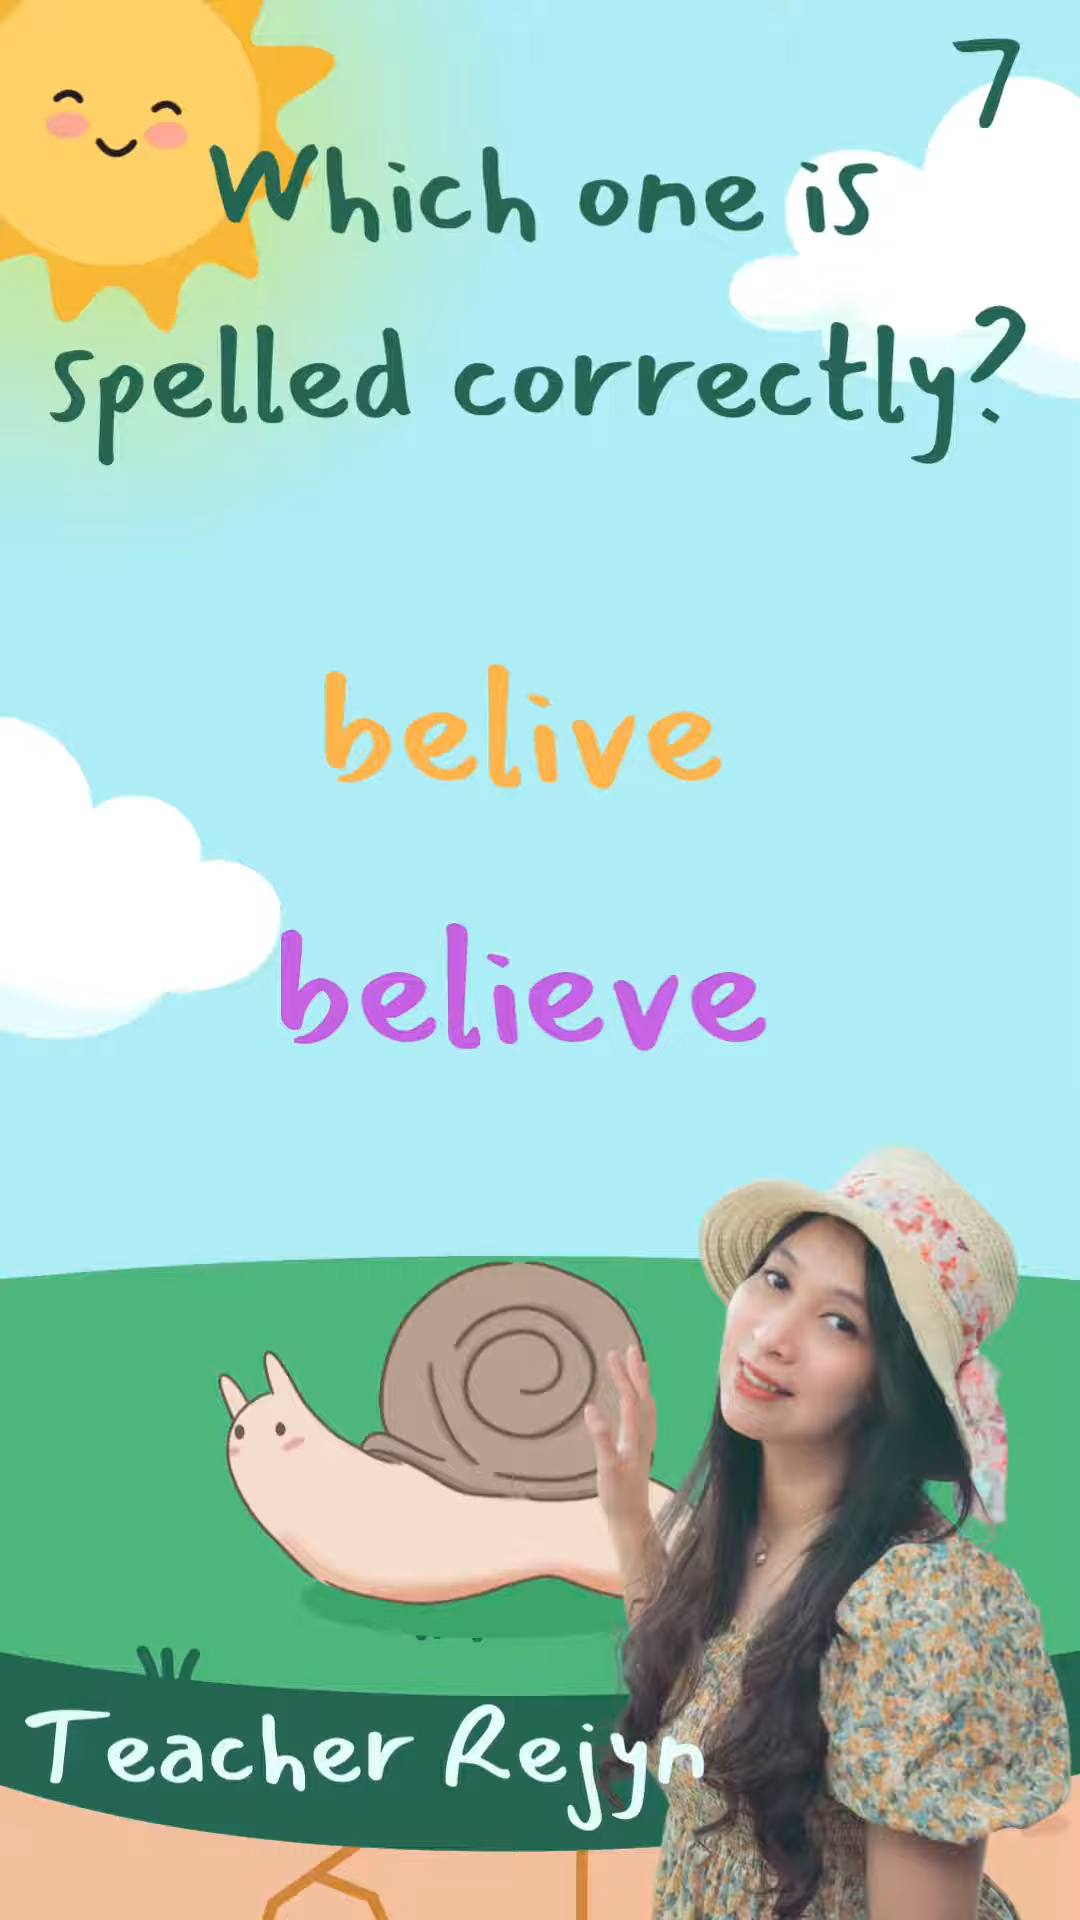 7
Which one is
spelled correctly?
belive
believe
Teacher Rejyn